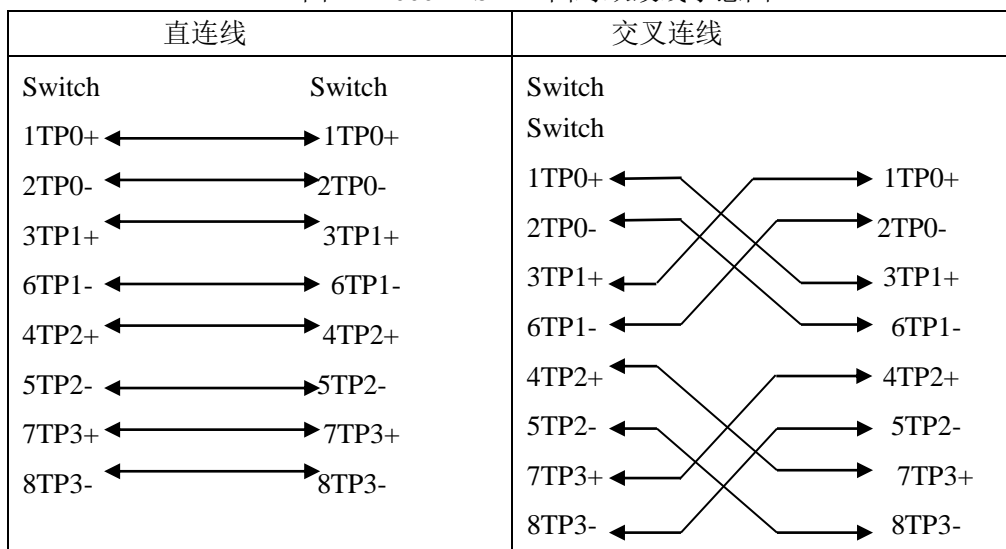 直连线 交叉连线
Switch Switch
1TP0+ 1TP0+
2TP0- 2TP0-
3TP1+ 3TP1+
6TP1- 6TP1-
4TP2+ 4TP2+
5TP2- 5TP2-
7TP3+ 7TP3+
8TP3- 8TP3-
Switch
Switch
1TP0+ 1TP0+
2TP0- 2TP0-
3TP1+ 3TP1+
6TP1- 6TP1-
4TP2+ 4TP2+
5TP2- 5TP2-
7TP3+ 7TP3+
8TP3- 8TP3-